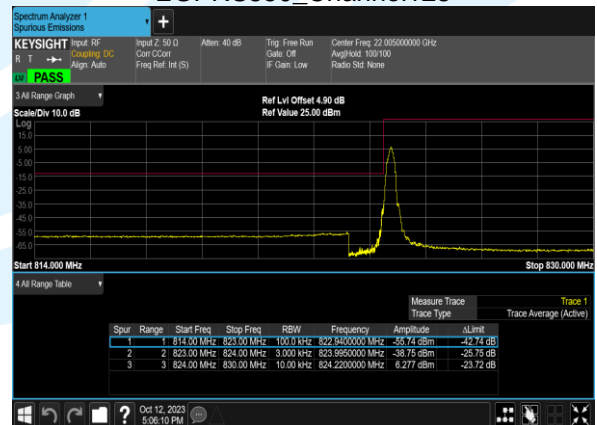 Spectrum Analyzer 1
Spurious Emissions
+
KEYSIGHT Input: RF Input Z: 50 Ω Atten: 40 dB Trig: Free Run Center Freq: 22.005000000 GHz
R T Coupling: DC Corr CCorr Gate: Off Avg|Hold: 100/100
Align: Auto Freq Ref: Int (S) IF Gain: Low Radio Std: None
PASS
3 All Range Graph
Ref Lvl Offset 4.90 dB
Scale/Div 10.0 dB Ref Value 25.00 dBm
Log
15.0
5.00
-5.00
-15.0
-25.0
-35.0
-45.0
-55.0
-65.0
Start 814.000 MHz Stop 830.000 MHz
4 All Range Table
Measure Trace Trace 1
Trace Type Trace Average (Active)
Spur Range Start Freq Stop Freq RBW Frequency Amplitude ΔLimit
1 1 814.00 MHz 823.00 MHz 100.0 kHz 822.9400000 MHz -55.74 dBm -42.74 dB
2 2 823.00 MHz 824.00 MHz 3.000 kHz 823.9950000 MHz -38.75 dBm -25.75 dB
3 3 824.00 MHz 830.00 MHz 10.00 kHz 824.2200000 MHz 6.277 dBm -23.72 dB
? Oct 12, 2023
5:06:10 PM